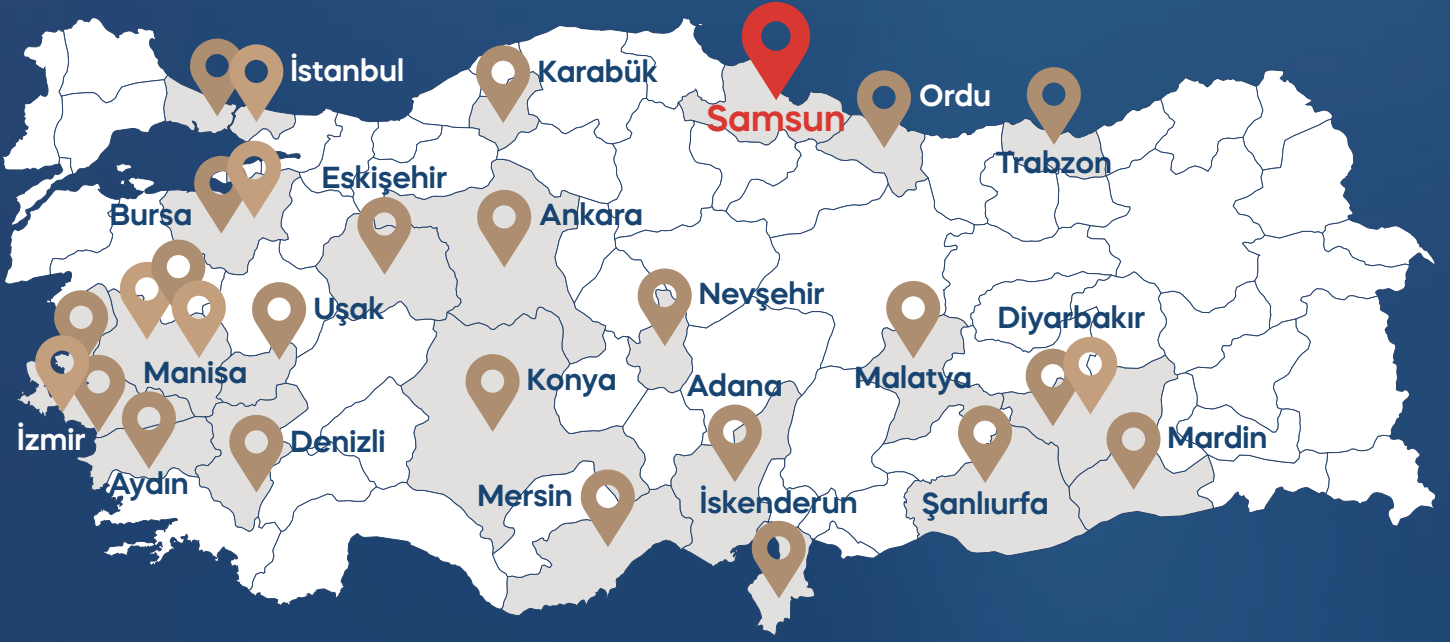 İstanbul
Karabük
Samsun
Ordu
Trabzon
Eskişehir
Bursa
Ankara
Uşak
Nevşehir
Diyarbakır
Manisa
Konya
Adana
Malatya
İzmir
Denizli
Mardin
Aydın
Mersin
İskenderun
Şanlıurfa